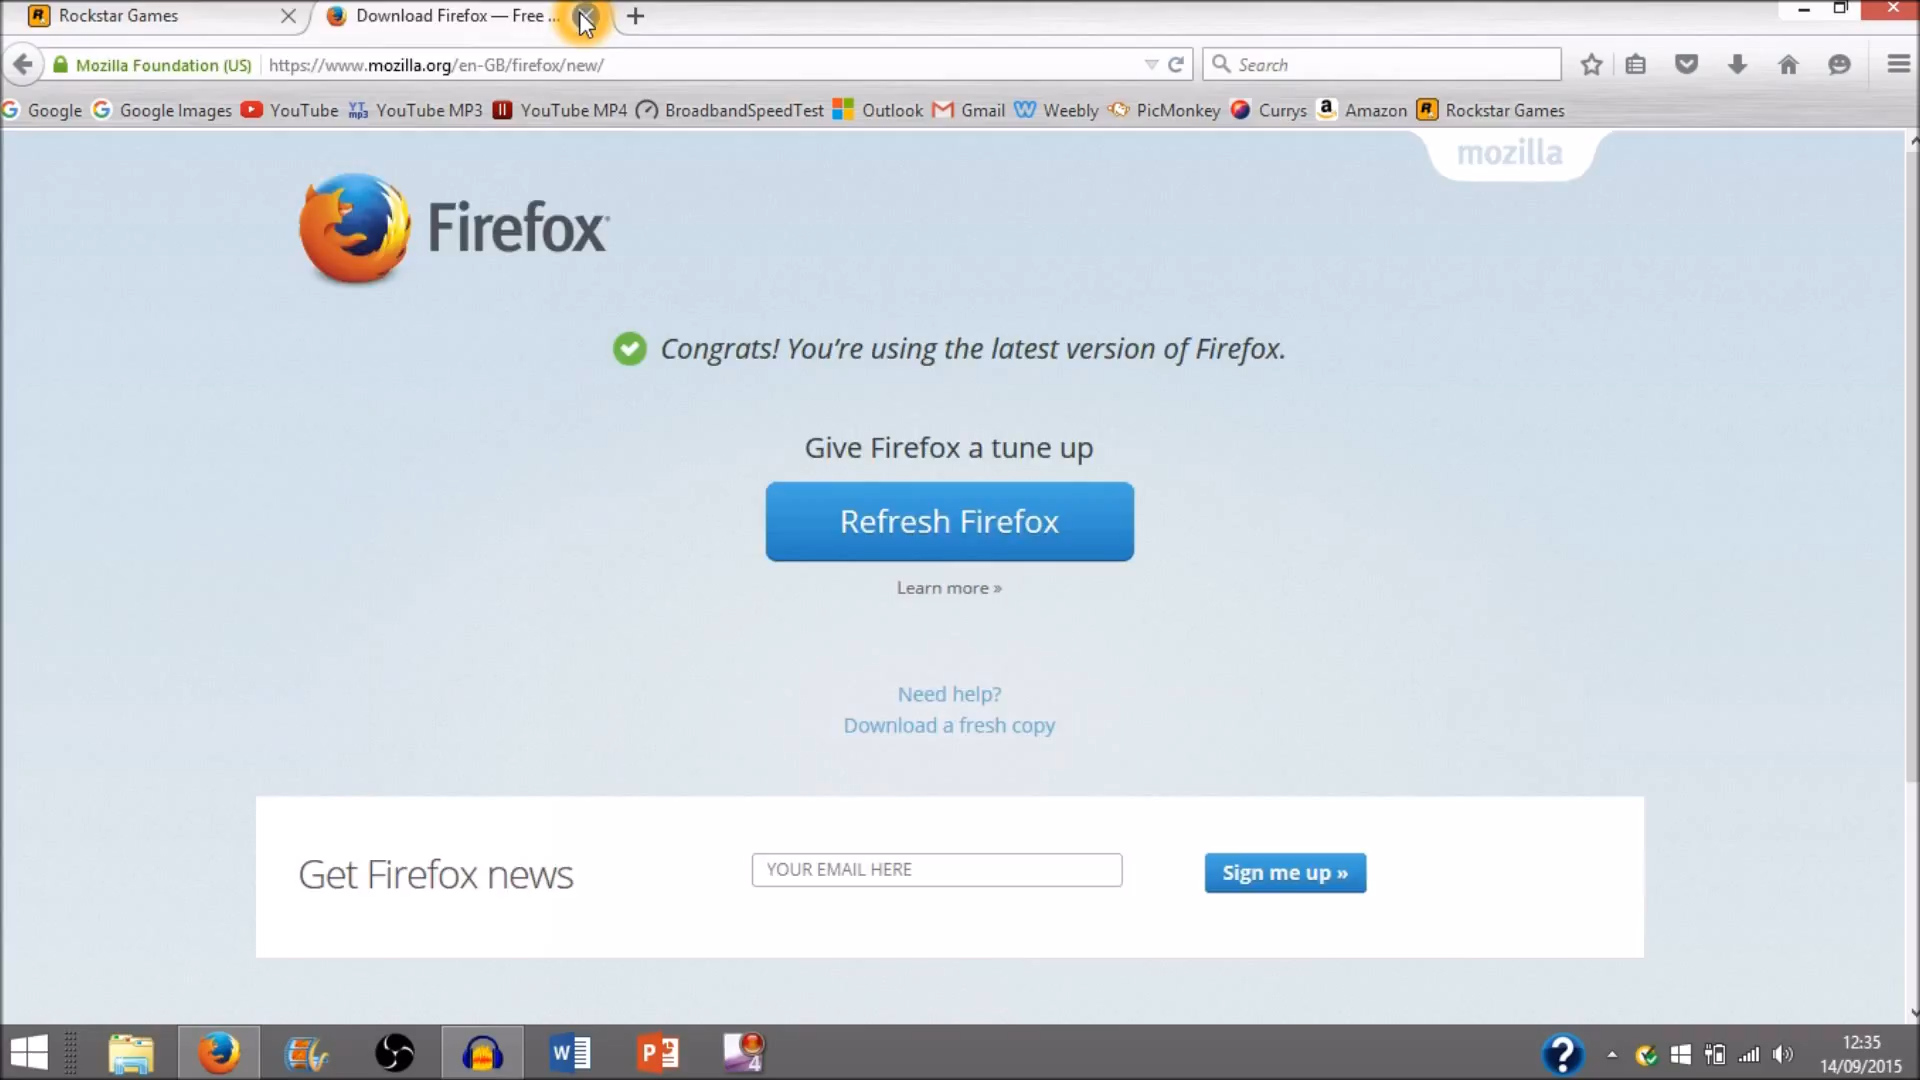 Rockstar Games
Download Firefox — Free ...
Mozilla Foundation (US)
https://www.mozilla.org/en-GB/firefox/new/
Search
Google
Google Images
YouTube
YT mp3
YouTube MP3
YouTube MP4
BroadbandSpeedTest
Outlook
Gmail
Weebly
PicMonkey
Currys
Amazon
Rockstar Games
mozilla
Firefox
Congrats! You’re using the latest version of Firefox.
Give Firefox a tune up
Refresh Firefox
Learn more »
Need help?
Download a fresh copy
Get Firefox news
YOUR EMAIL HERE
Sign me up »
12:35
14/09/2015